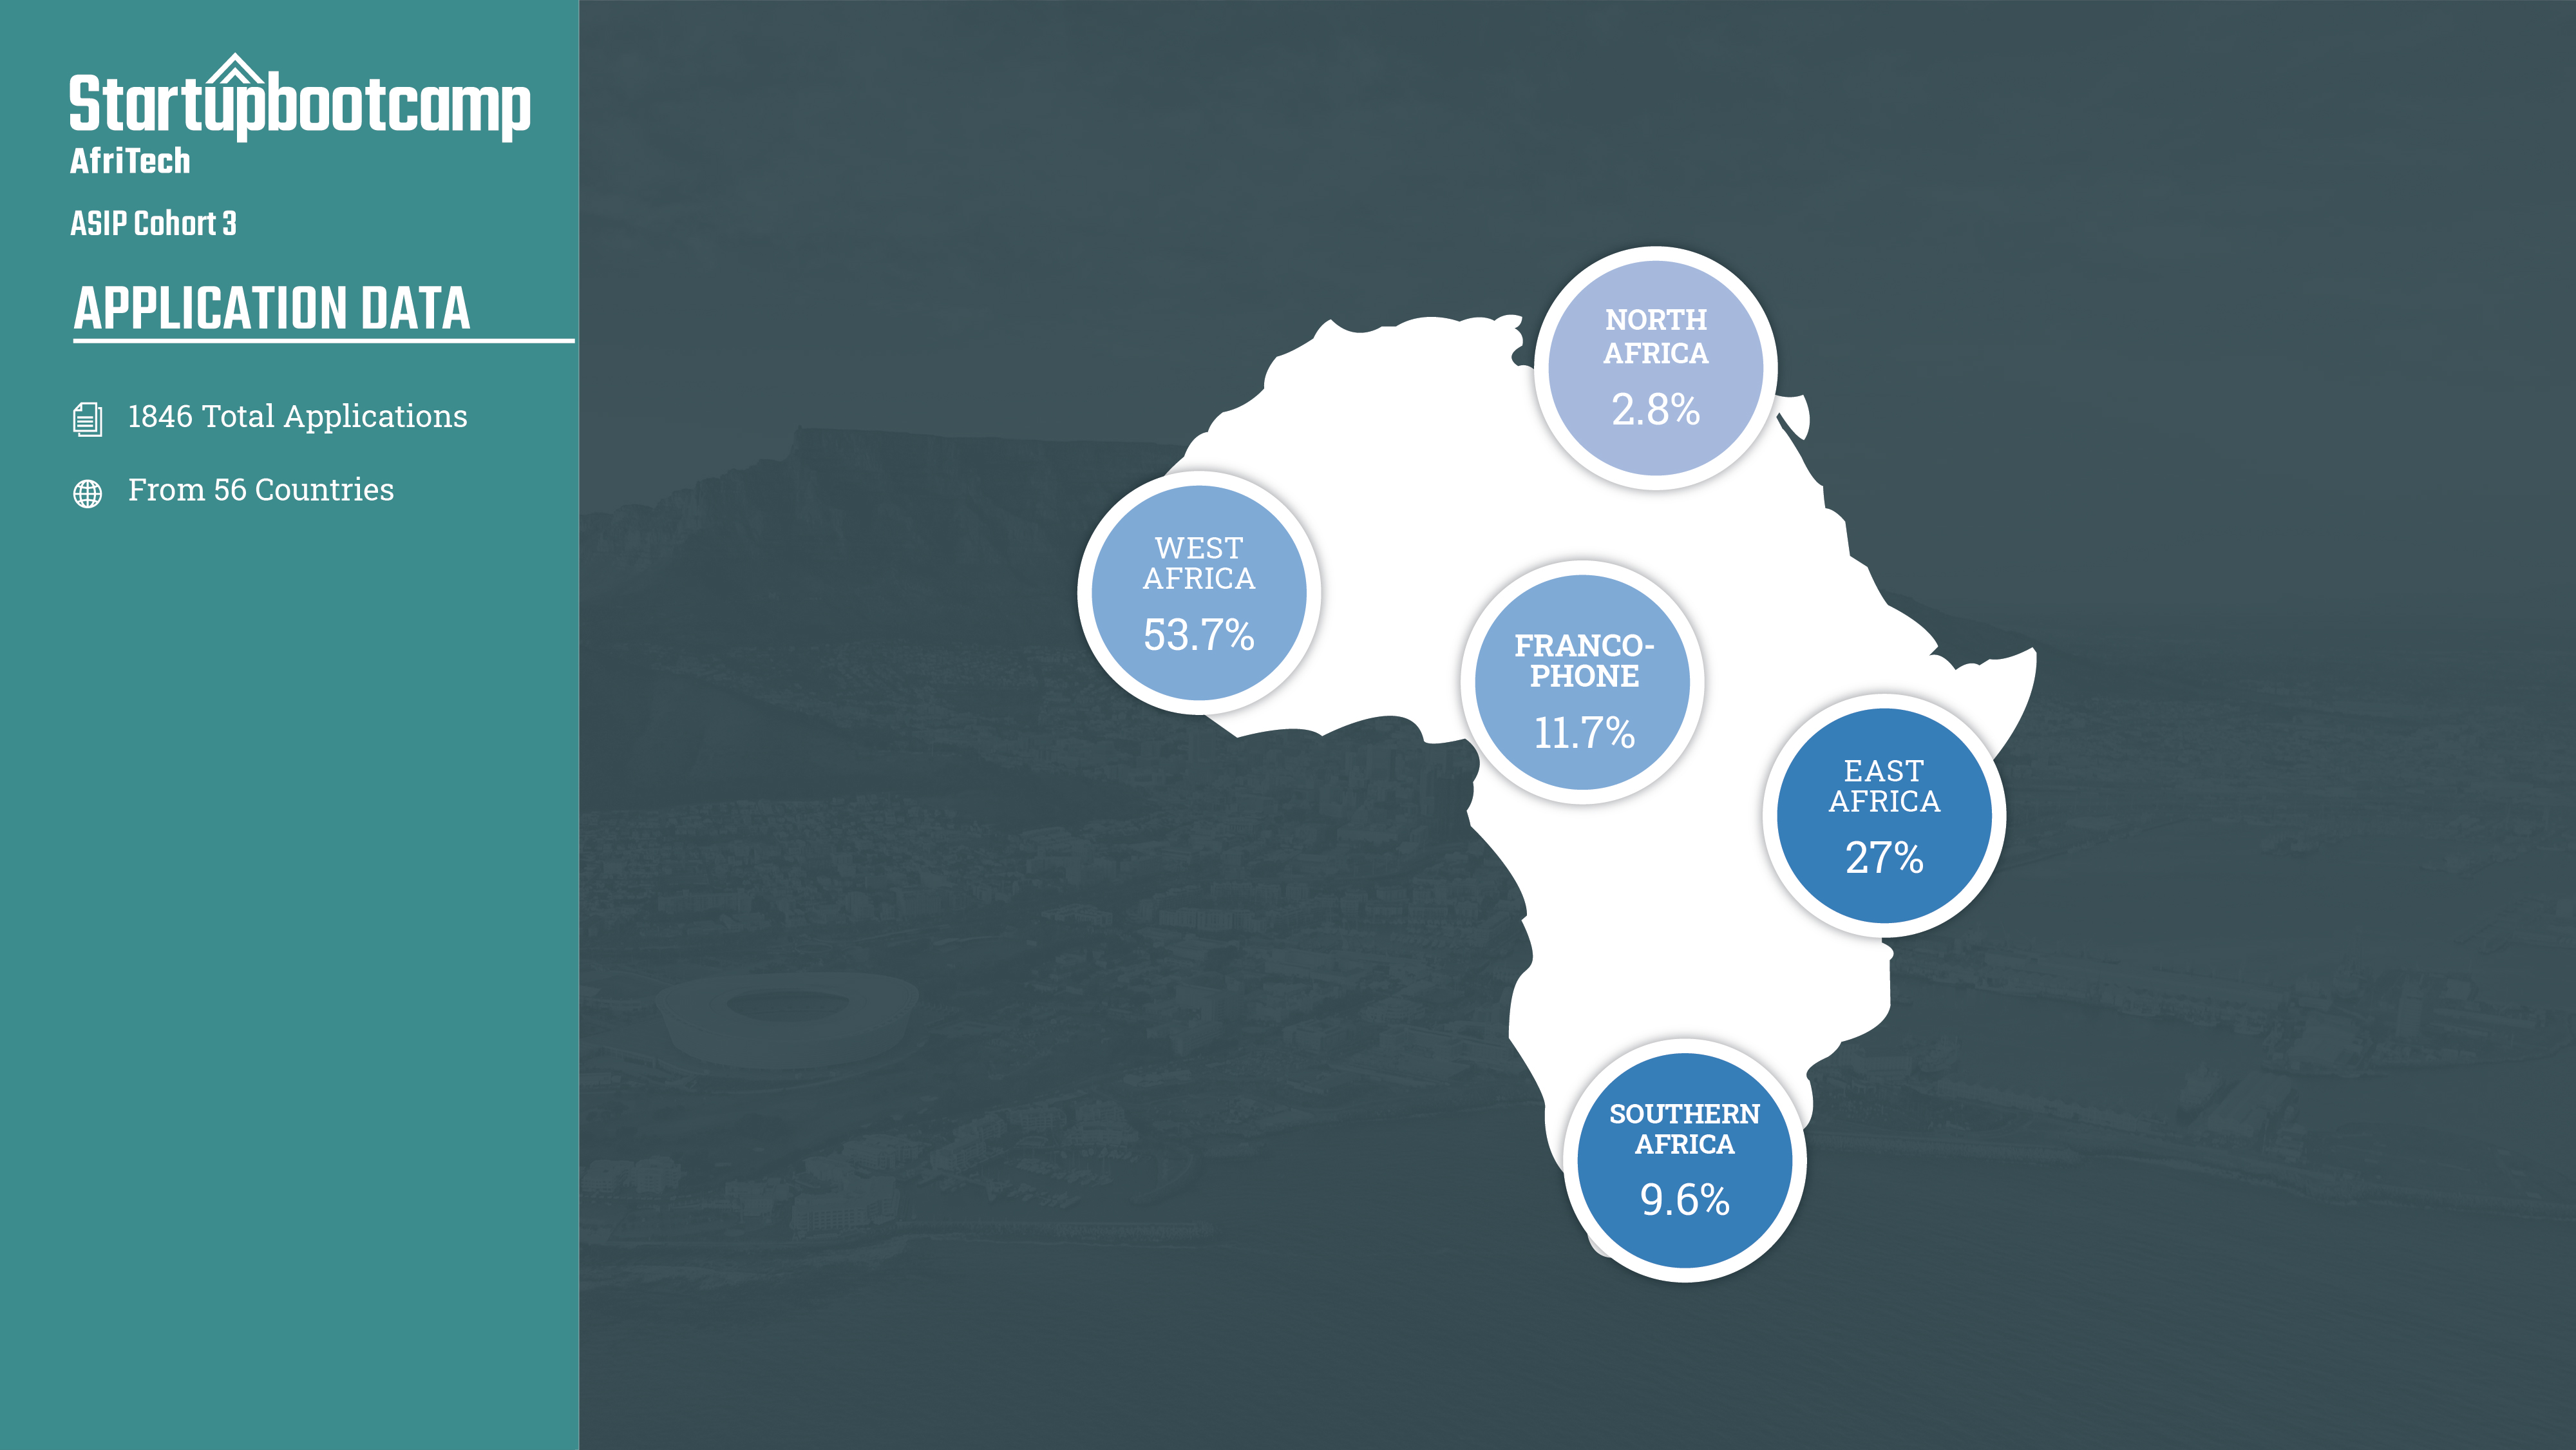 Startupbootcamp
AfriTech
ASIP Cohort 3
APPLICATION DATA
1846 Total Applications
From 56 Countries
NORTH
AFRICA
2.8%
WEST
AFRICA
53.7%
FRANCO-
PHONE
11.7%
EAST
AFRICA
27%
SOUTHERN
AFRICA
9.6%